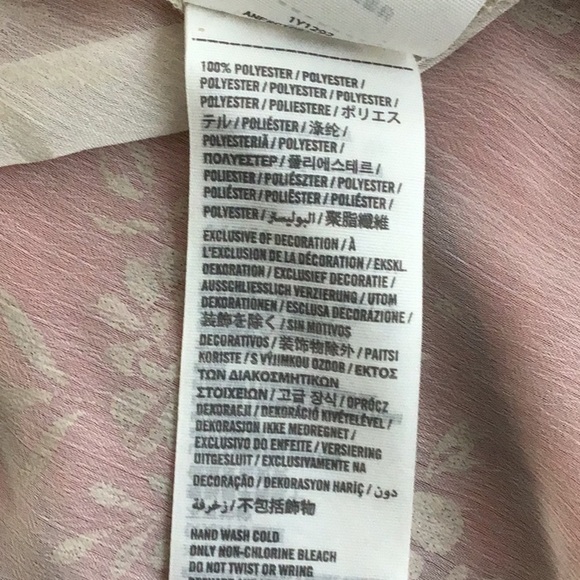 1Y1293
100% POLYESTER / POLYESTER /
POLYESTER / POLYESTER / POLYESTER /
POLYESTER / POLIESTERE / ポリエス
テル / POLIÉSTER / 涤纶 /
POLYESTERIÄ / POLYESTER /
ΠΟΛΥΕΣΤΕΡ / 폴리에스테르 /
POLIESTER / POLIÉSZTER / POLYESTER /
POLIÉSTER / POLIËSTER / POLIÉSTER /
POLYESTER / البوليستر / 聚脂纖維
EXCLUSIVE OF DECORATION / À
L'EXCLUSION DE LA DÉCORATION / EKSKL.
DEKORATION / EXCLUSIEF DECORATIE /
AUSSCHLIESSLICH VERZIERUNG / UTOM
DEKORATIONEN / ESCLUSA DECORAZIONE /
装飾を除く / SIN MOTIVOS
DECORATIVOS / 装饰物除外 / PAITSI
KORISTE / S VÝJIMKOU OZDOB / ΕΚΤΟΣ
ΤΩΝ ΔΙΑΚΟΣΜΗΤΙΚΩΝ
ΣΤΟΙΧΕΙΩΝ / 고급 장식 / OPRÓCZ
DEKORACJI / DEKORÁCIÓ KIVÉTELÉVEL /
DEKORASJON IKKE MEDREGNET /
EXCLUSIVO DO ENFEITE / VERSIERING
UITGESLUIT / EXCLUSIVAMENTE NA
DECORAÇÃO / DEKORASYON HARIÇ / دون
زخرفة / 不包括飾物
HAND WASH COLD
ONLY NON-CHLORINE BLEACH
DO NOT TWIST OR WRING